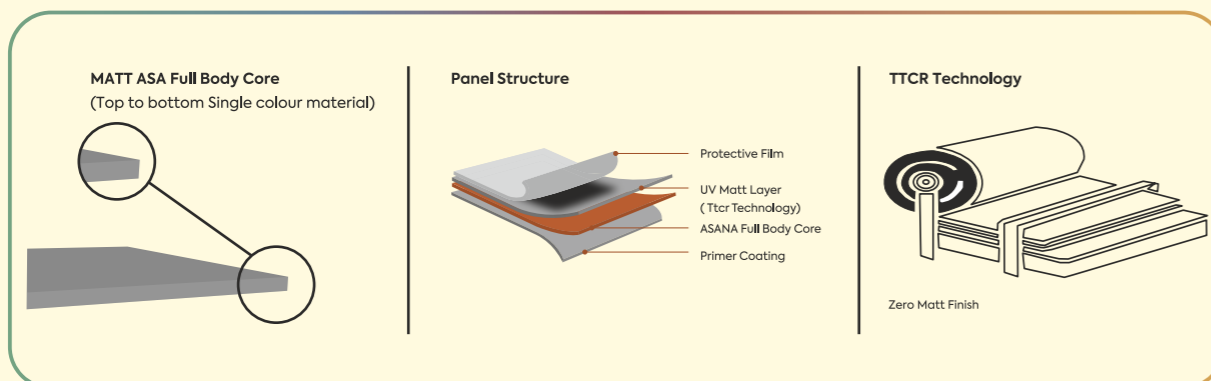 MATT ASA Full Body Core
(Top to bottom Single colour material)
Panel Structure
Protective Film
UV Matt Layer
( Ttcr Technology)
ASANA Full Body Core
Primer Coating
TTCR Technology
Zero Matt Finish